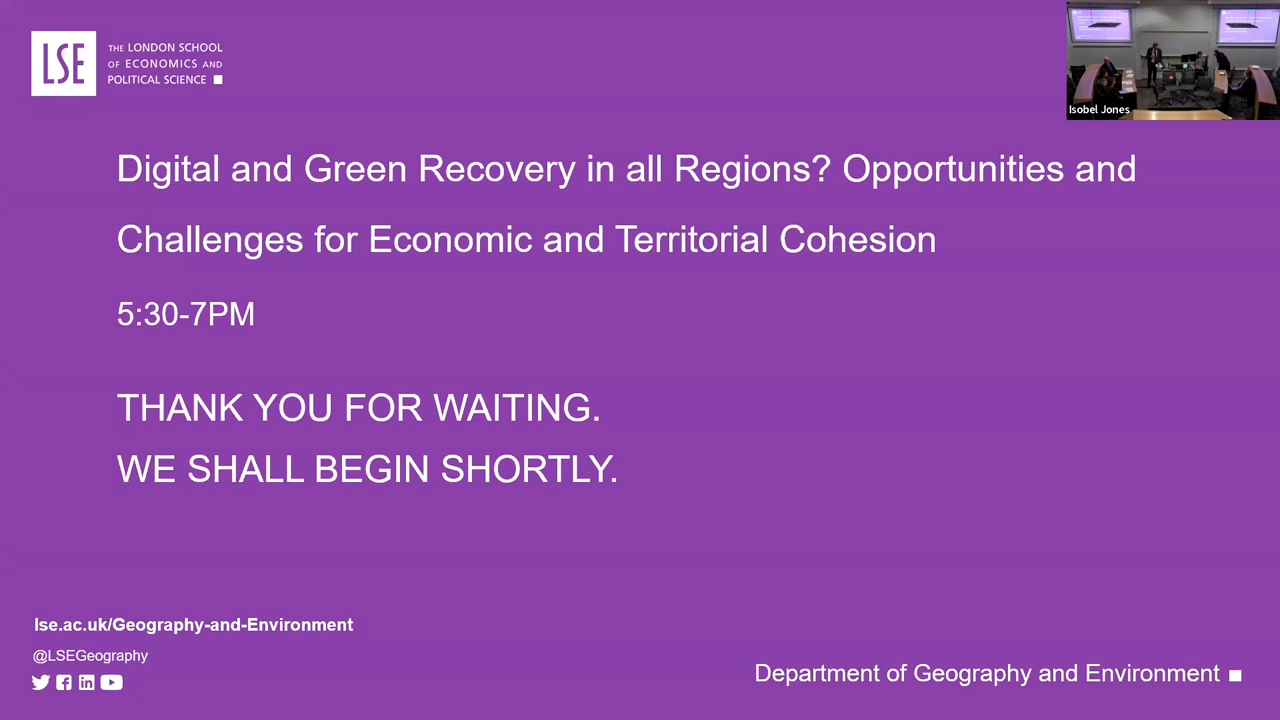 LSE
THE LONDON SCHOOL
OF ECONOMICS AND
POLITICAL SCIENCE
Isobel Jones
Digital and Green Recovery in all Regions? Opportunities and
Challenges for Economic and Territorial Cohesion
5:30-7PM
THANK YOU FOR WAITING.
WE SHALL BEGIN SHORTLY.
lse.ac.uk/Geography-and-Environment
@LSEGeography
Department of Geography and Environment